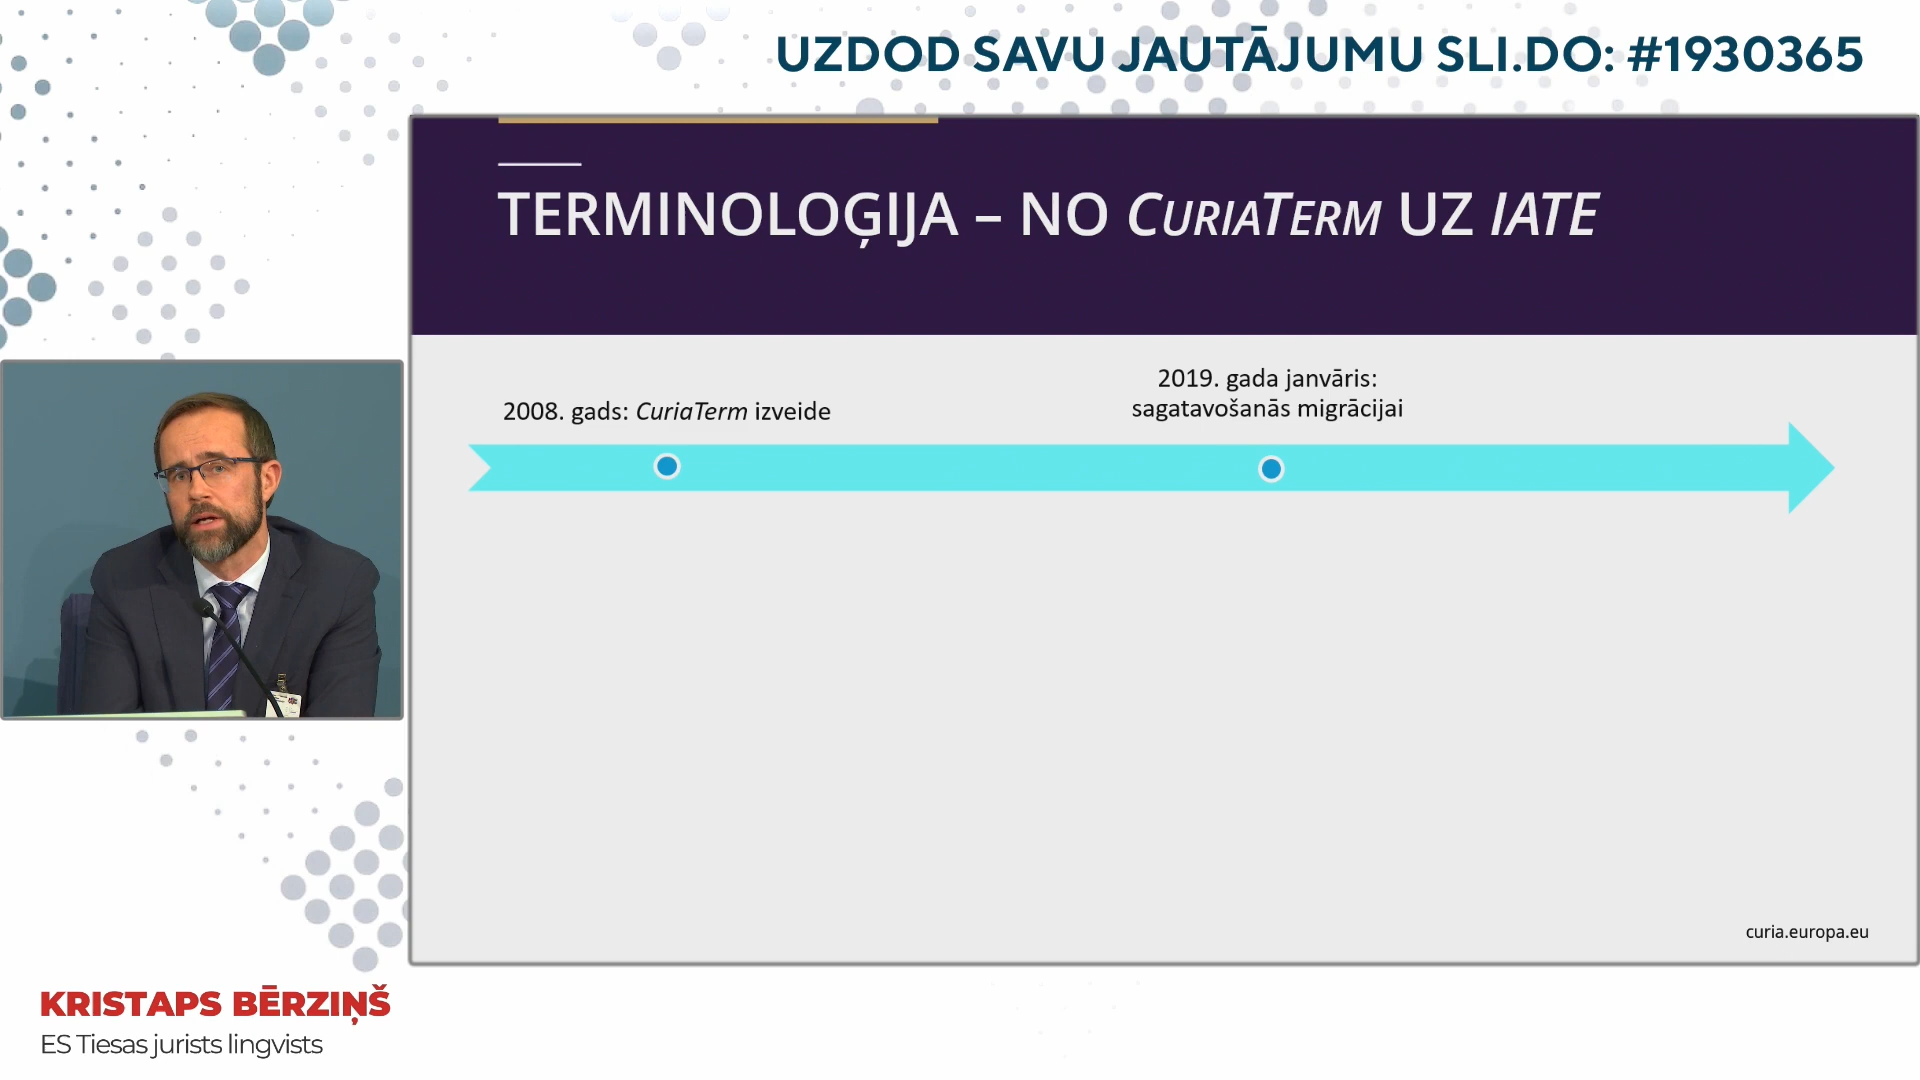 UZDOD SAVU JAUTĀJUMU SLI.DO: #1930365
TERMINOLOĢIJA – NO CURIATERM UZ IATE
2008. gads: CuriaTerm izveide
2019. gada janvāris:
sagatavošanās migrācijai
curia.europa.eu
KRISTAPS BĒRZIŅŠ
ES Tiesas jurists lingvists